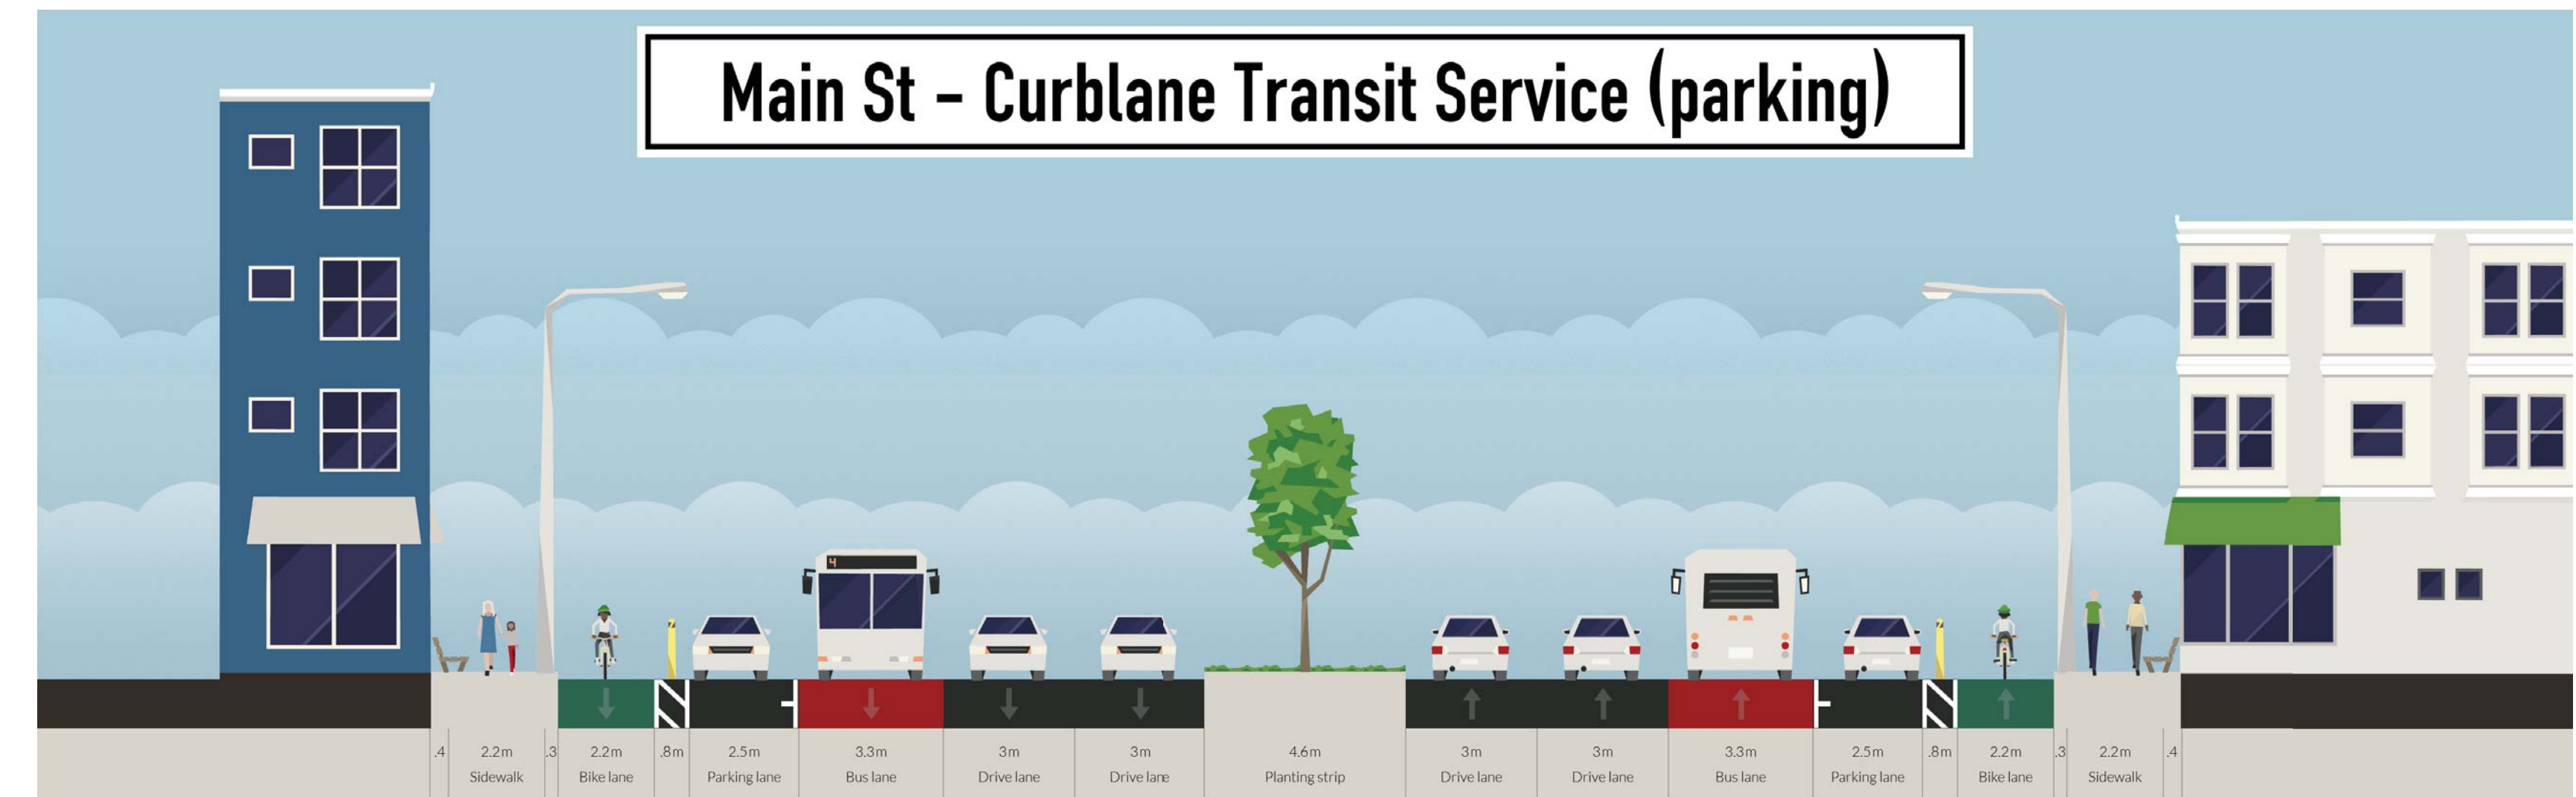 Main St – Curblane Transit Service (parking)
4
.4 2.2m .3 2.2m .8m 2.5m 3.3m 3m 3m 4.6m 3m 3m 3.3m 2.5m .8m 2.2m .3 2.2m .4
Sidewalk Bike lane Parking lane Bus lane Drive lane Drive lane Planting strip Drive lane Drive lane Bus lane Parking lane Bike lane Sidewalk